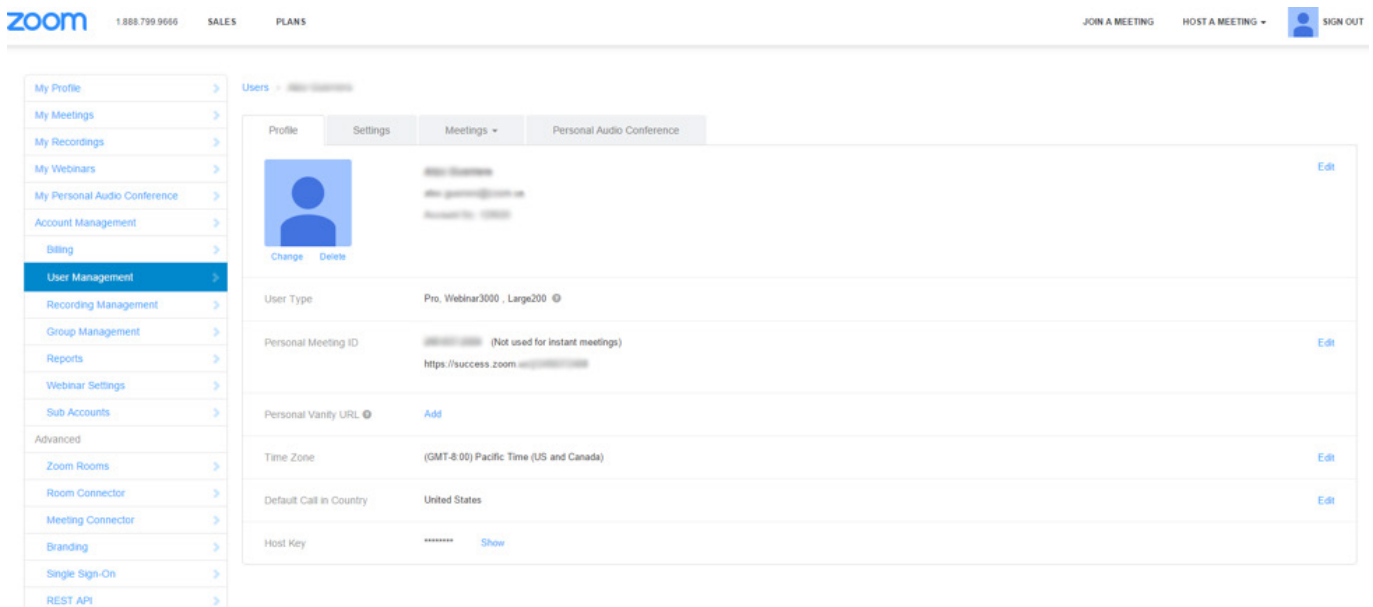 zoom 1.888.799.9666 SALES PLANS JOIN A MEETING HOST A MEETING SIGN OUT
My Profile
My Meetings
My Recordings
My Webinars
My Personal Audio Conference
Account Management
Billing
User Management
Recording Management
Group Management
Reports
Webinar Settings
Sub Accounts
Advanced
Zoom Rooms
Room Connector
Meeting Connector
Branding
Single Sign-On
REST API
Users >
Profile Settings Meetings Personal Audio Conference
Edit
Change Delete
User Type Pro, Webinar3000 , Large200
Personal Meeting ID (Not used for instant meetings) Edit
https://success.zoom.
Personal Vanity URL Add
Time Zone (GMT-8:00) Pacific Time (US and Canada) Edit
Default Call in Country United States Edit
Host Key ******** Show